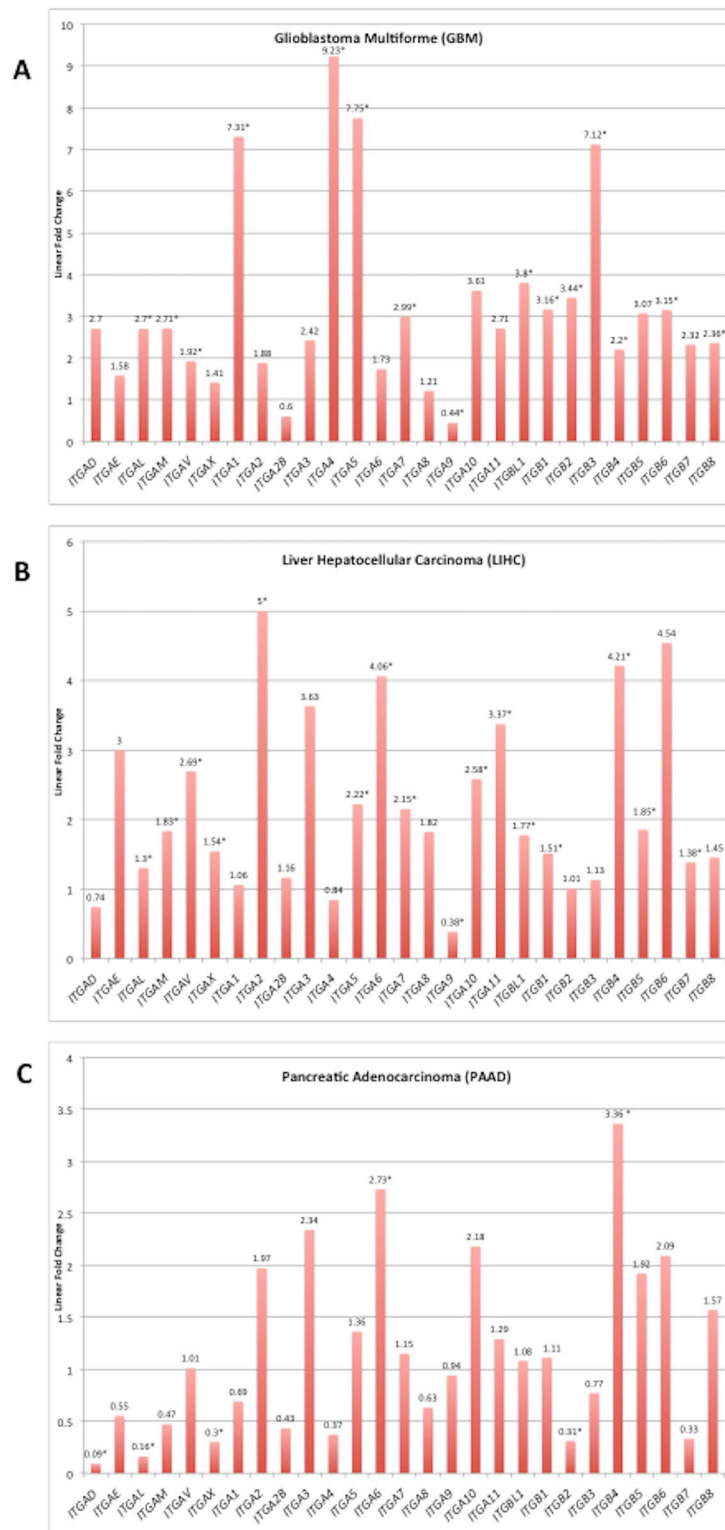 A
Glioblastoma Multiforme (GBM)
Linear Fold Change
10
9
8
7
6
5
4
3
2
1
0
2.7
1.58
2.7*
2.71*
1.92*
1.41
7.31*
1.88
0.6
2.42
9.23*
7.75*
1.73
2.99*
1.21
0.44*
3.61
2.71
3.8*
3.16*
3.44*
7.12*
2.2*
3.07
3.15*
2.32
2.36*
ITGAD
ITGAE
ITGAL
ITGAM
ITGAV
ITGAX
ITGA1
ITGA2
ITGA2B
ITGA3
ITGA4
ITGA5
ITGA6
ITGA7
ITGA8
ITGA9
ITGA10
ITGA11
ITGBL1
ITGB1
ITGB2
ITGB3
ITGB4
ITGB5
ITGB6
ITGB7
ITGB8
B
Liver Hepatocellular Carcinoma (LIHC)
Linear Fold Change
6
5
4
3
2
1
0
0.74
3
1.3*
1.83*
2.69*
1.54*
1.06
5*
1.16
3.63
0.84
2.22*
4.06*
2.15*
1.82
0.38*
2.58*
3.37*
1.77*
1.51*
1.01
1.13
4.21*
1.85*
4.54
1.38*
1.45
ITGAD
ITGAE
ITGAL
ITGAM
ITGAV
ITGAX
ITGA1
ITGA2
ITGA2B
ITGA3
ITGA4
ITGA5
ITGA6
ITGA7
ITGA8
ITGA9
ITGA10
ITGA11
ITGBL1
ITGB1
ITGB2
ITGB3
ITGB4
ITGB5
ITGB6
ITGB7
ITGB8
C
Pancreatic Adenocarcinoma (PAAD)
Linear Fold Change
4
3.5
3
2.5
2
1.5
1
0.5
0
0.09*
0.55
0.16*
0.47
1.01
0.3*
0.69
1.97
0.43
2.34
0.37
1.36
2.73*
1.15
0.63
0.94
2.18
1.29
1.08
1.11
0.31*
0.77
3.36 *
1.92
2.09
0.33
1.57
ITGAD
ITGAE
ITGAL
ITGAM
ITGAV
ITGAX
ITGA1
ITGA2
ITGA2B
ITGA3
ITGA4
ITGA5
ITGA6
ITGA7
ITGA8
ITGA9
ITGA10
ITGA11
ITGBL1
ITGB1
ITGB2
ITGB3
ITGB4
ITGB5
ITGB6
ITGB7
ITGB8